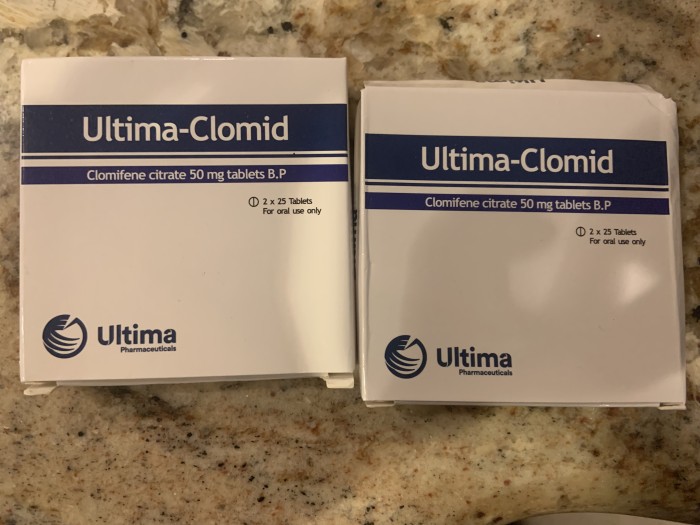 Ultima-Clomid
Clomifene citrate 50 mg tablets B.P
2 x 25 Tablets
For oral use only
Ultima
Pharmaceuticals
Ultima-Clomid
Clomifene citrate 50 mg tablets B.P
2 x 25 Tablets
For oral use only
Ultima
Pharmaceuticals